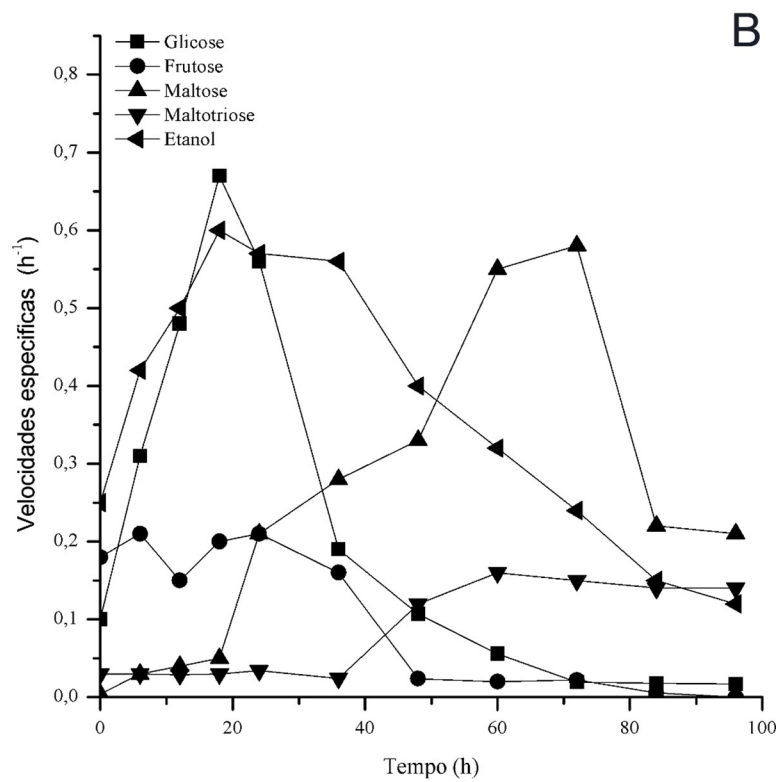 B
Glicose
Frutose
Maltose
Maltotriose
Etanol
0,8
0,7
0,6
0,5
0,4
0,3
0,2
0,1
0,0
Velocidades especificas (h⁻¹)
0 20 40 60 80 100
Tempo (h)